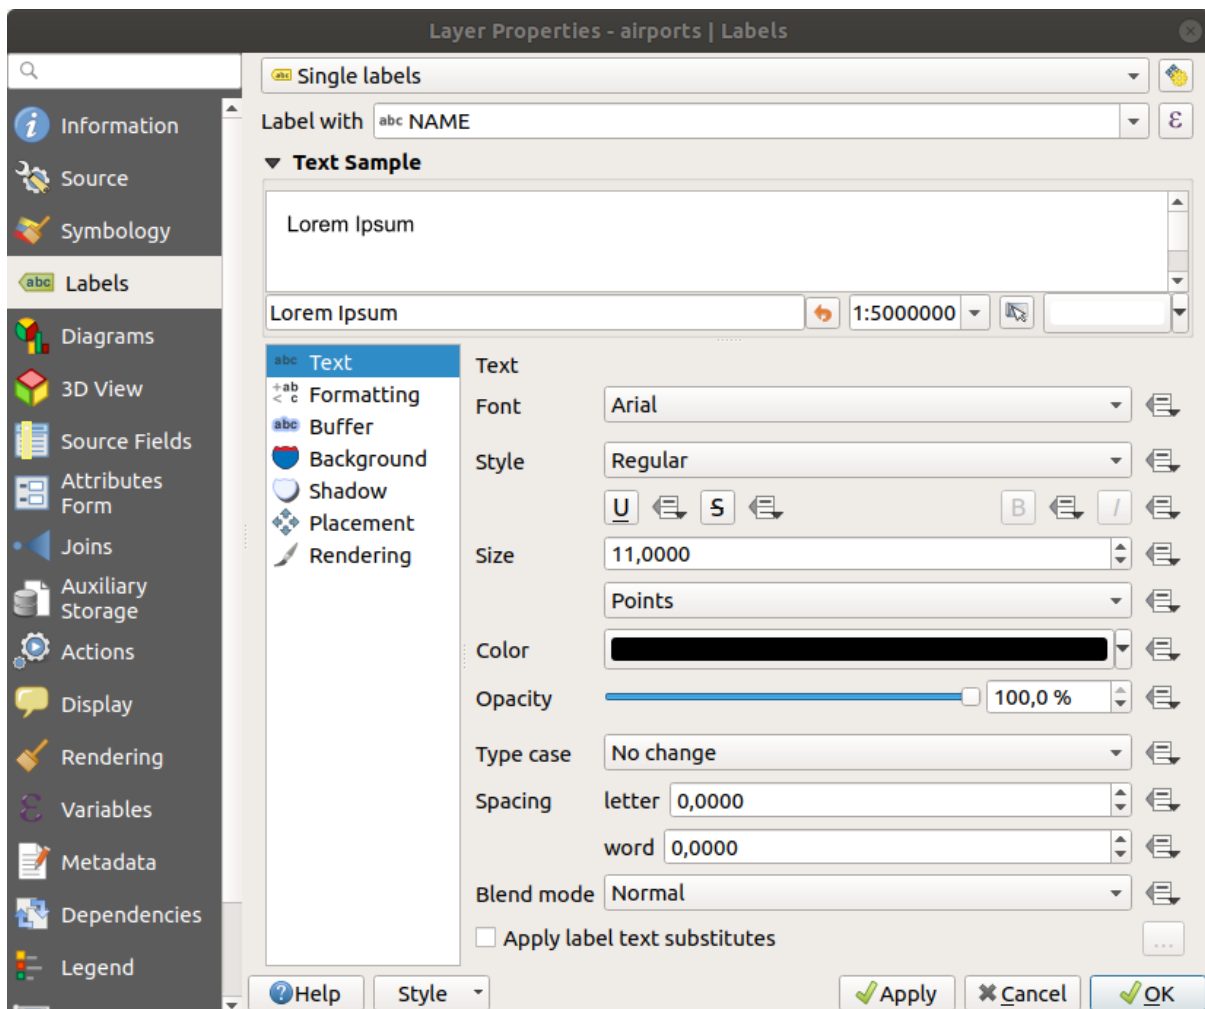 Layer Properties - airports | Labels
Single labels
Label with abc NAME ε
Text Sample
Lorem Ipsum
Lorem Ipsum 1:5000000
Information
Source
Symbology
abc Labels
Diagrams
3D View
Source Fields
Attributes
Form
Joins
Auxiliary
Storage
Actions
Display
Rendering
Variables
Metadata
Dependencies
Legend
abc Text
+ab
< c Formatting
abc Buffer
Background
Shadow
Placement
Rendering
Text
Font Arial
Style Regular
U S B I
Size 11,0000
Points
Color
Opacity 100,0 %
Type case No change
Spacing letter 0,0000
word 0,0000
Blend mode Normal
Apply label text substitutes ...
Help Style Apply Cancel OK